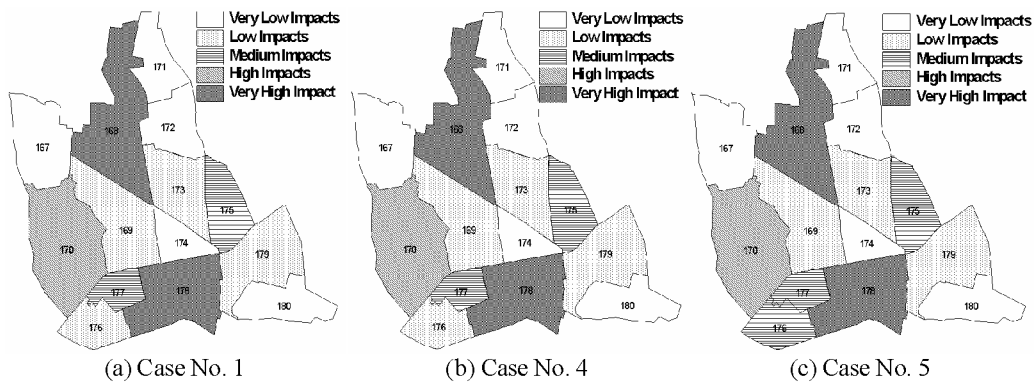 Very Low Impacts
Low Impacts
Medium Impacts
High Impacts
Very High Impact
171
168
172
167
173
175
170
169
174
179
177
178
180
176
(a) Case No. 1
Very Low Impacts
Low Impacts
Medium Impacts
High Impacts
Very High Impact
171
168
172
167
173
175
169
170
174
179
177
178
180
176
(b) Case No. 4
Very Low Impacts
Low Impacts
Medium Impacts
High Impacts
Very High Impact
171
168
172
167
173
175
169
170
174
179
177
178
180
176
(c) Case No. 5